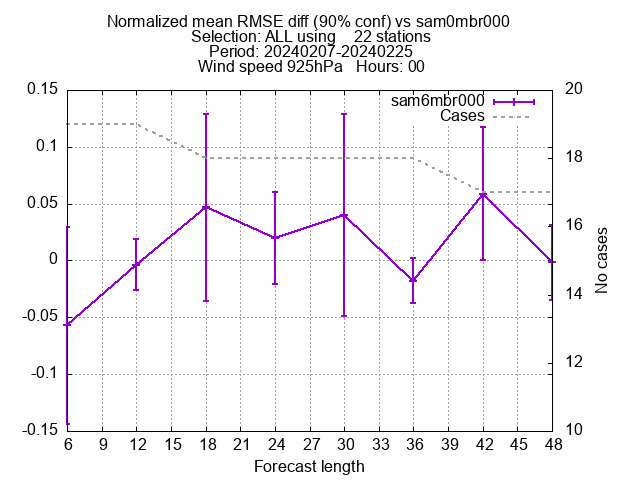 Normalized mean RMSE diff (90% conf) vs sam0mbr000
Selection: ALL using    22 stations
Period: 20240207-20240225
Wind speed 925hPa   Hours: 00
sam6mbr000
Cases
0.15
0.1
0.05
0
-0.05
-0.1
-0.15
20
18
16
14
12
10
No cases
6 9 12 15 18 21 24 27 30 33 36 39 42 45 48
Forecast length